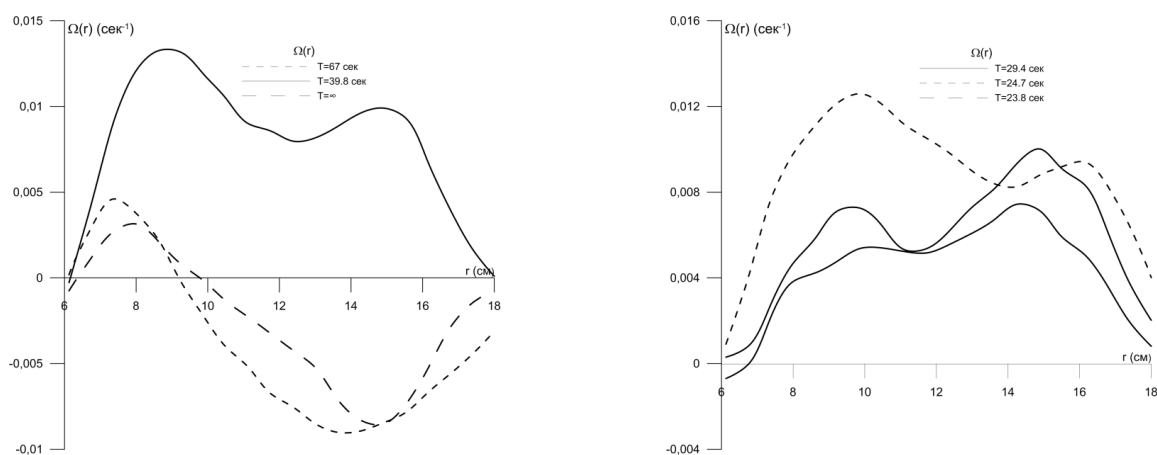 0,015
Ω(r) (сек⁻¹)
Ω(r)
T=67 сек
T=39.8 сек
T=∞
0,01
0,005
0
r (см)
6
8
10
12
14
16
18
-0,005
-0,01
0,016
Ω(r) (сек⁻¹)
Ω(r)
T=29.4 сек
T=24.7 сек
T=23.8 сек
0,012
0,008
0,004
0
r (см)
6
8
10
12
14
16
18
-0,004